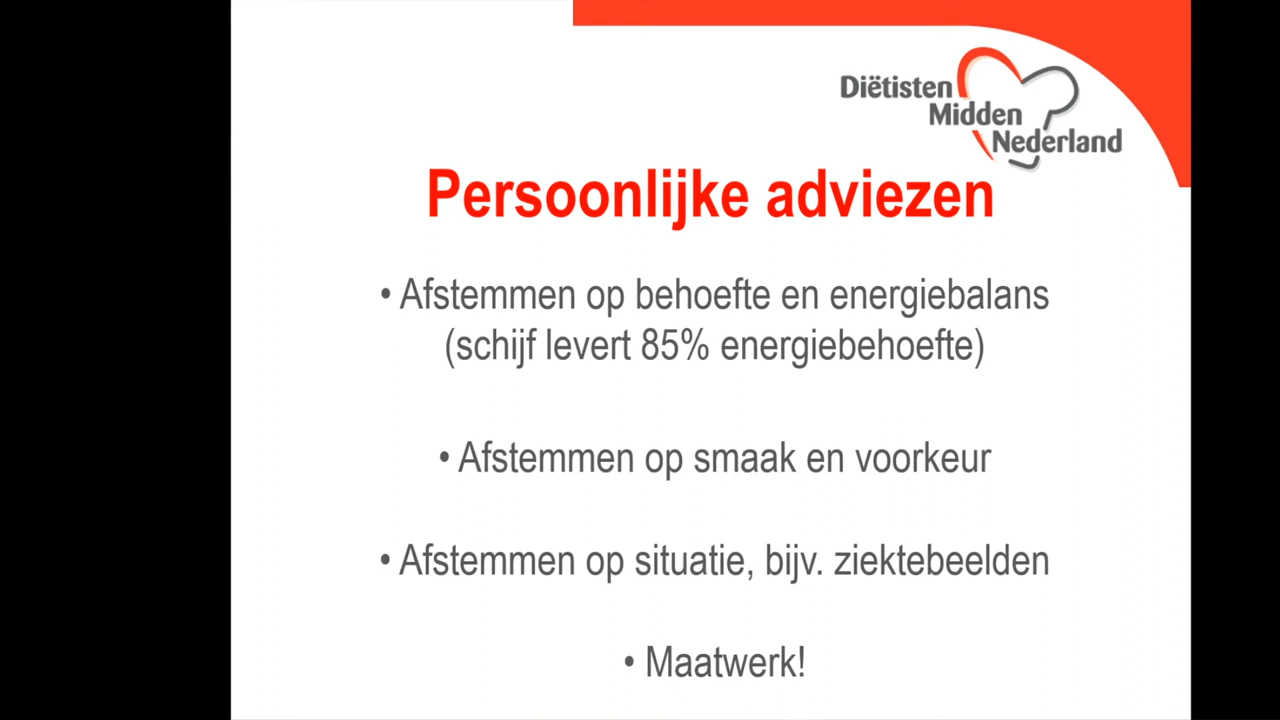 Diëtisten
Midden
Nederland
Persoonlijke adviezen
• Afstemmen op behoefte en energiebalans
(schijf levert 85% energiebehoefte)
• Afstemmen op smaak en voorkeur
• Afstemmen op situatie, bijv. ziektebeelden
• Maatwerk!